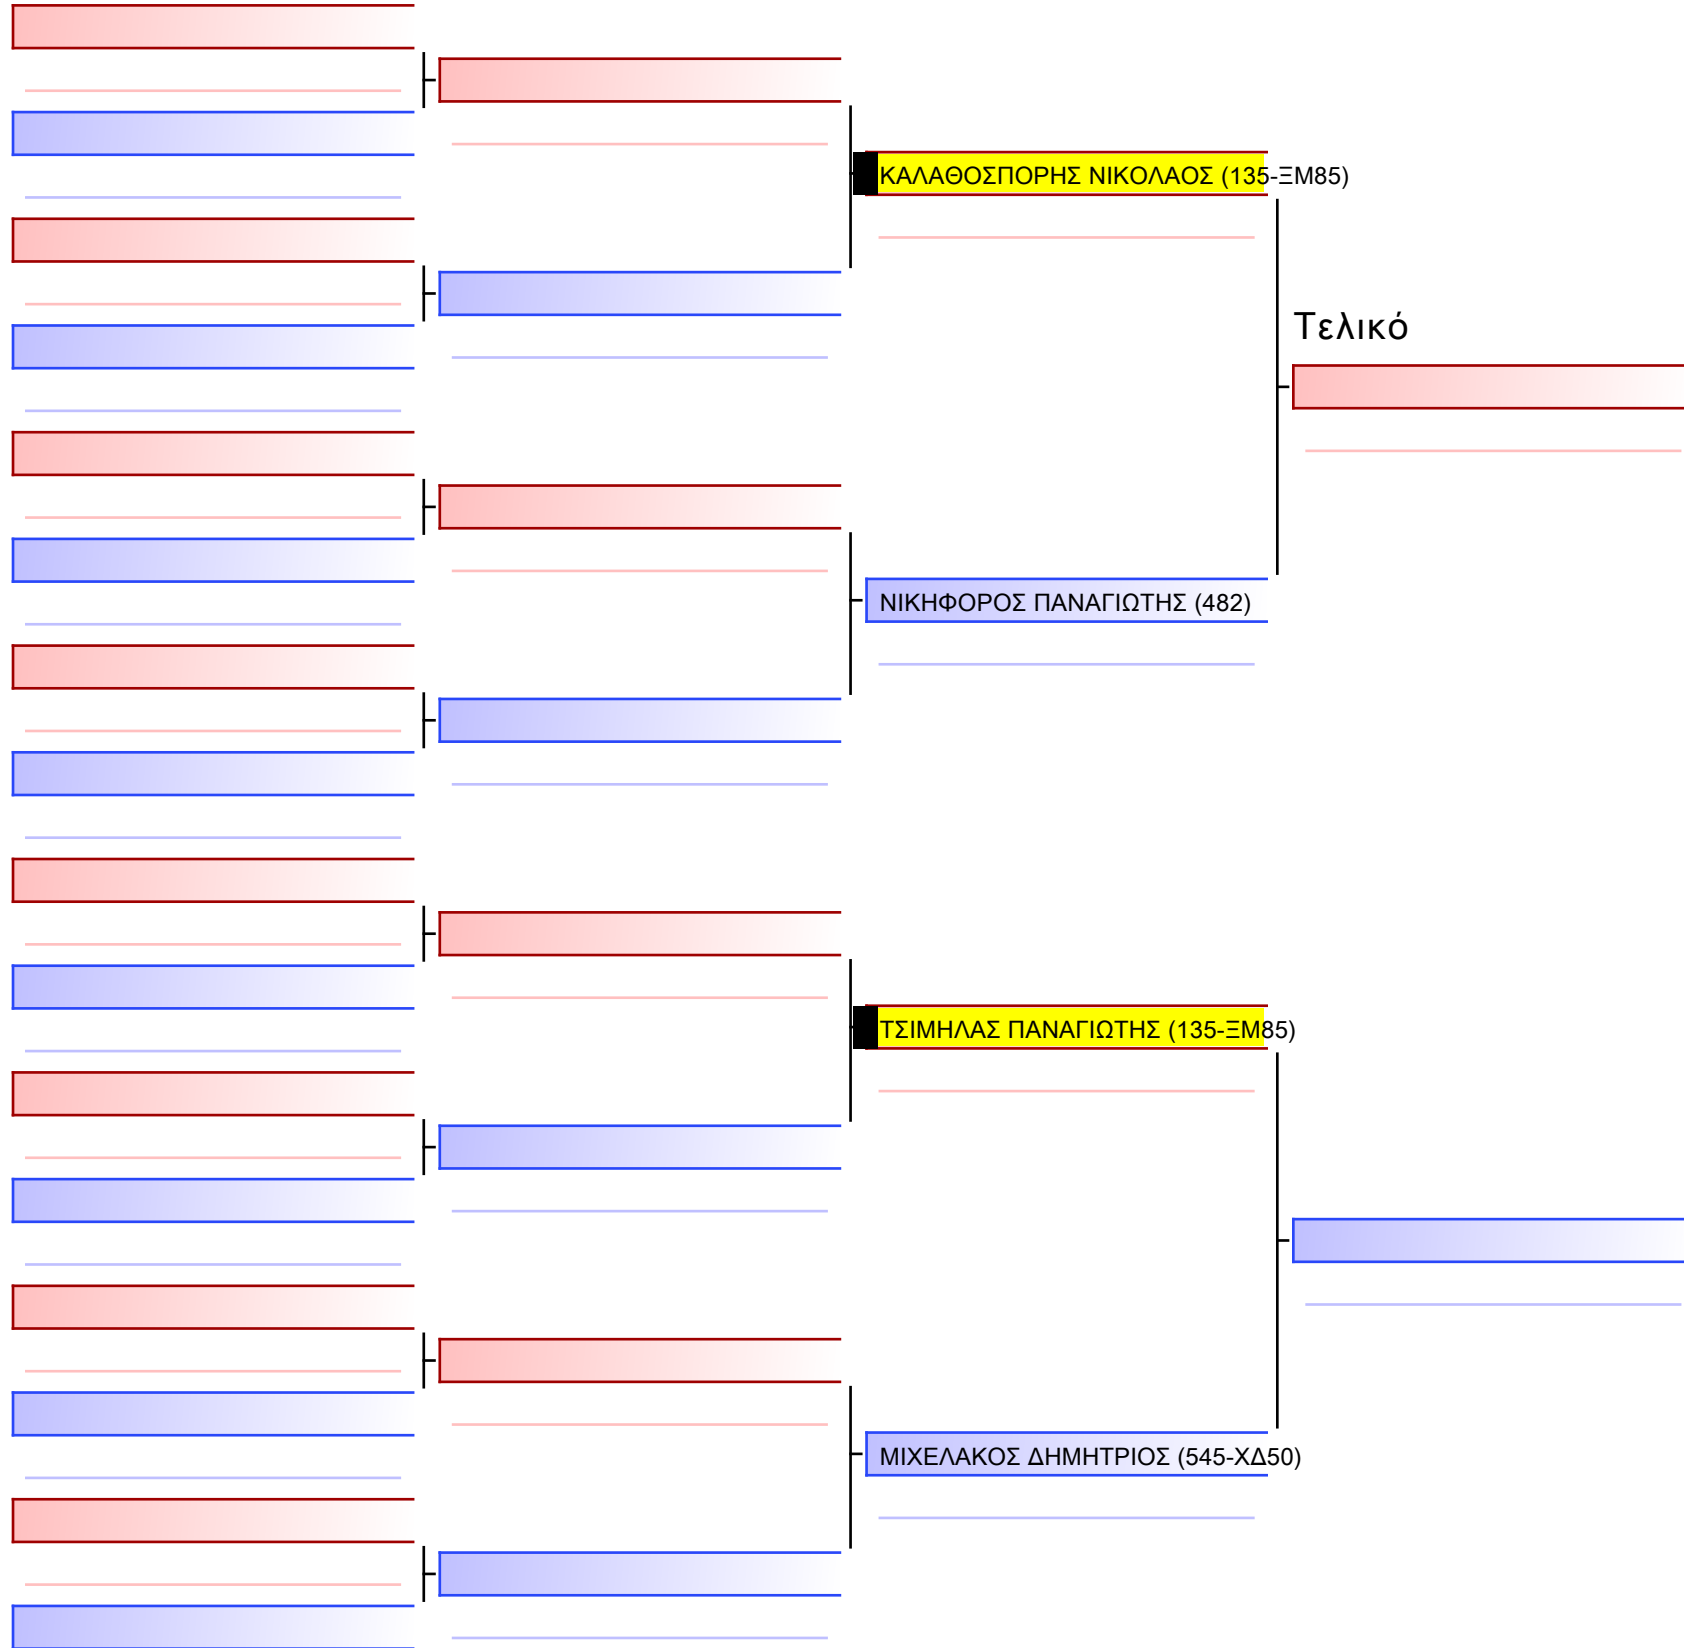 ΚΑΛΑΘΟΣΠΟΡΗΣ ΝΙΚΟΛΑΟΣ (135-ΞΜ85)
Τελικό
ΝΙΚΗΦΟΡΟΣ ΠΑΝΑΓΙΩΤΗΣ (482)
ΤΣΙΜΗΛΑΣ ΠΑΝΑΓΙΩΤΗΣ (135-ΞΜ85)
ΜΙΧΕΛΑΚΟΣ ΔΗΜΗΤΡΙΟΣ (545-ΧΔ50)